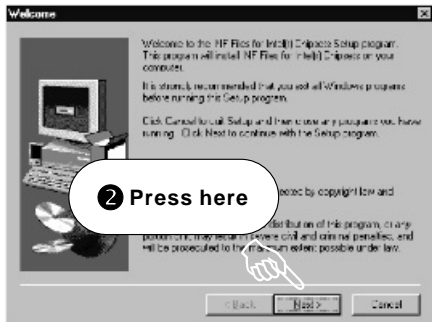 Welcome
Welcome to the INF Files for Intel(r) Chipsets Setup program.
This program will install INF Files for Intel(r) Chipsets on your
computer.
It is strongly recommended that you exit all Windows programs
before running this Setup program.
Click Cancel to quit Setup and then close any programs you have
running. Click Next to continue with the Setup program.
❷ Press here
by copyright law and
distribution of this program, or any
portion of it, may result in severe civil and criminal penalties, and
will be prosecuted to the maximum extent possible under law.
< Back Next > Cancel